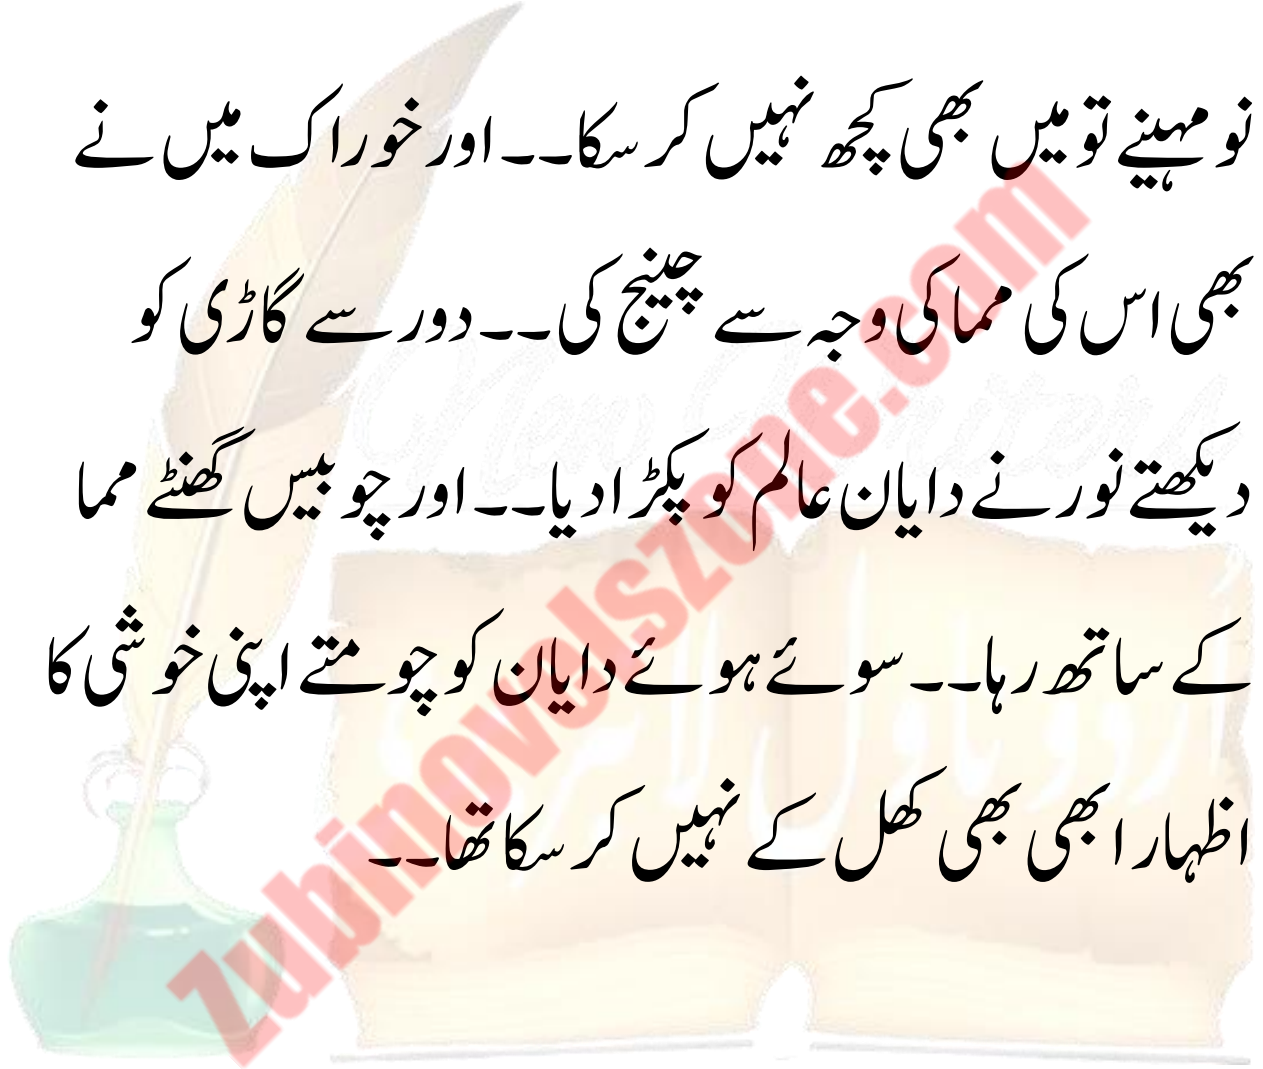 نو مہینے تو میں بھی کچھ نہیں کر سکا۔۔ اور خوراک میں نے
بھی اس کی مما کی وجہ سے چینج کی۔۔ دور سے گاڑی کو
دیکھتے نور نے دایان عالم کو پکڑا دیا۔۔ اور چوبیس گھنٹے مما
کے ساتھ رہا۔۔ سوئے ہوئے دایان کو چومتے اپنی خوشی کا
اظہار ابھی بھی کھل کے نہیں کر سکا تھا۔۔
Zubinovelszone.com